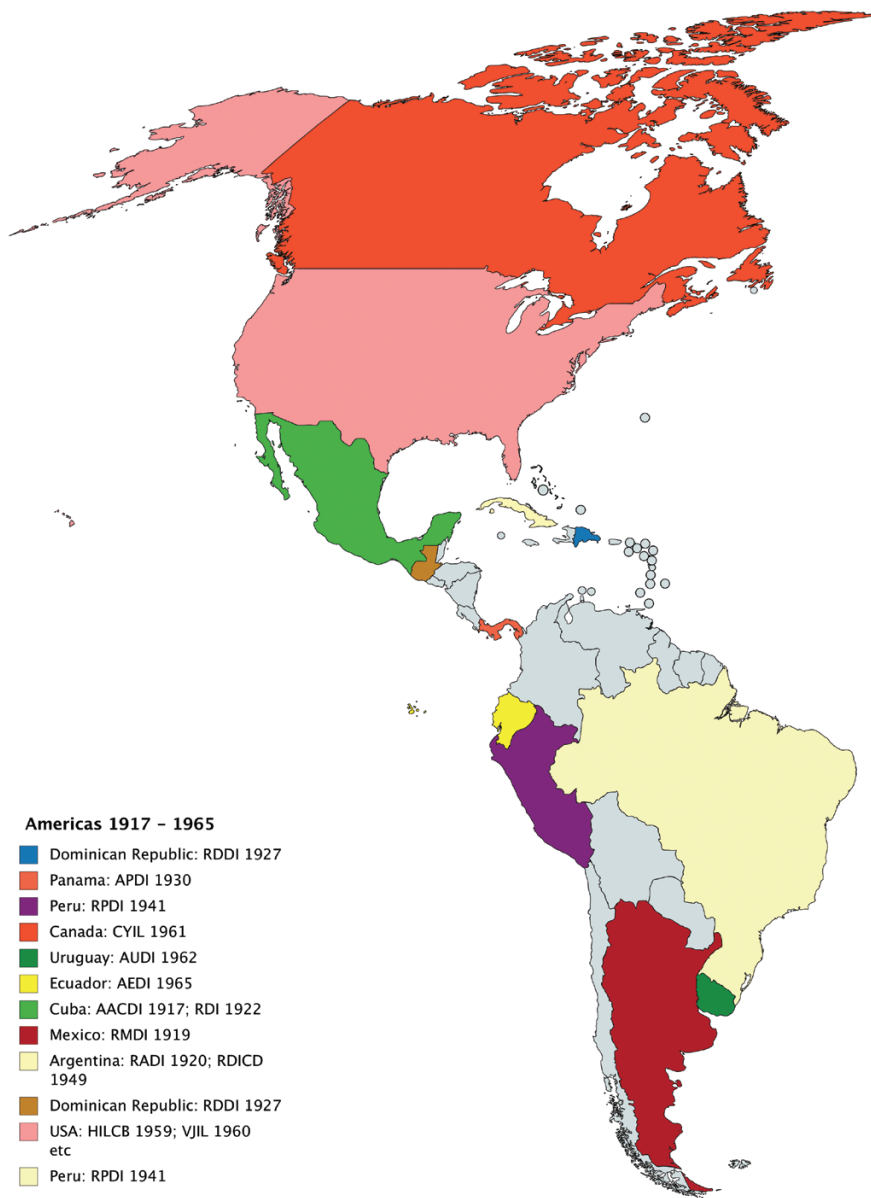 Americas 1917 – 1965
Dominican Republic: RDDI 1927
Panama: APDI 1930
Peru: RPDI 1941
Canada: CYIL 1961
Uruguay: AUDI 1962
Ecuador: AEDI 1965
Cuba: AACDI 1917; RDI 1922
Mexico: RMDI 1919
Argentina: RADI 1920; RDICD
1949
Dominican Republic: RDDI 1927
USA: HILCB 1959; VJIL 1960
etc
Peru: RPDI 1941